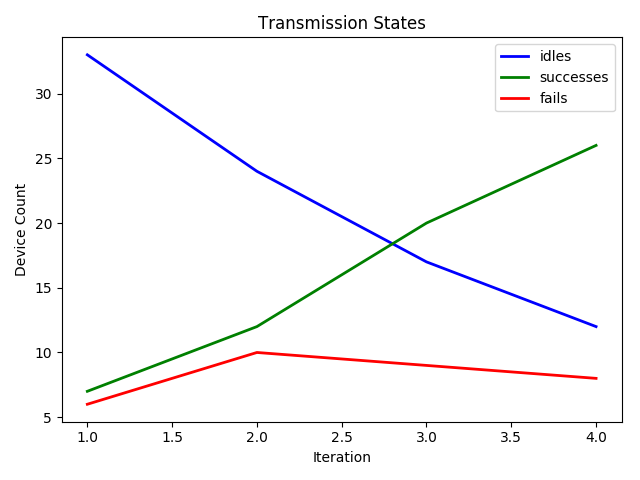 Transmission States
idles
successes
fails
Device Count
30
25
20
15
10
5
1.0 1.5 2.0 2.5 3.0 3.5 4.0
Iteration